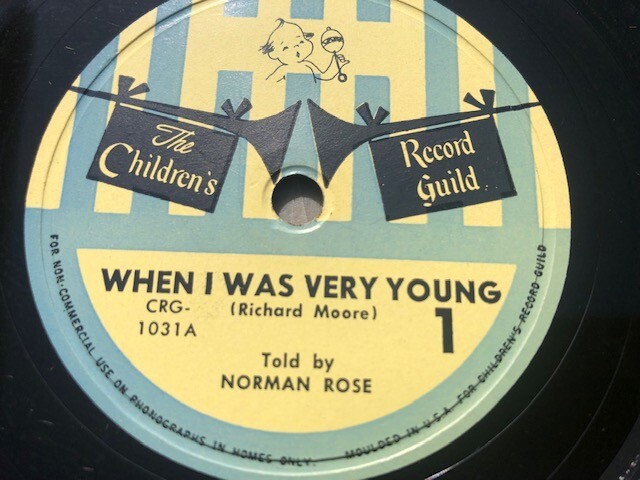 The
Children's
Record
Guild
WHEN I WAS VERY YOUNG
CRG-
1031A
(Richard Moore)
1
Told by
NORMAN ROSE
FOR NON-COMMERCIAL USE ON PHONOGRAPHS IN HOMES ONLY. MOULDED IN U.S.A. FOR CHILDREN'S RECORD GUILD